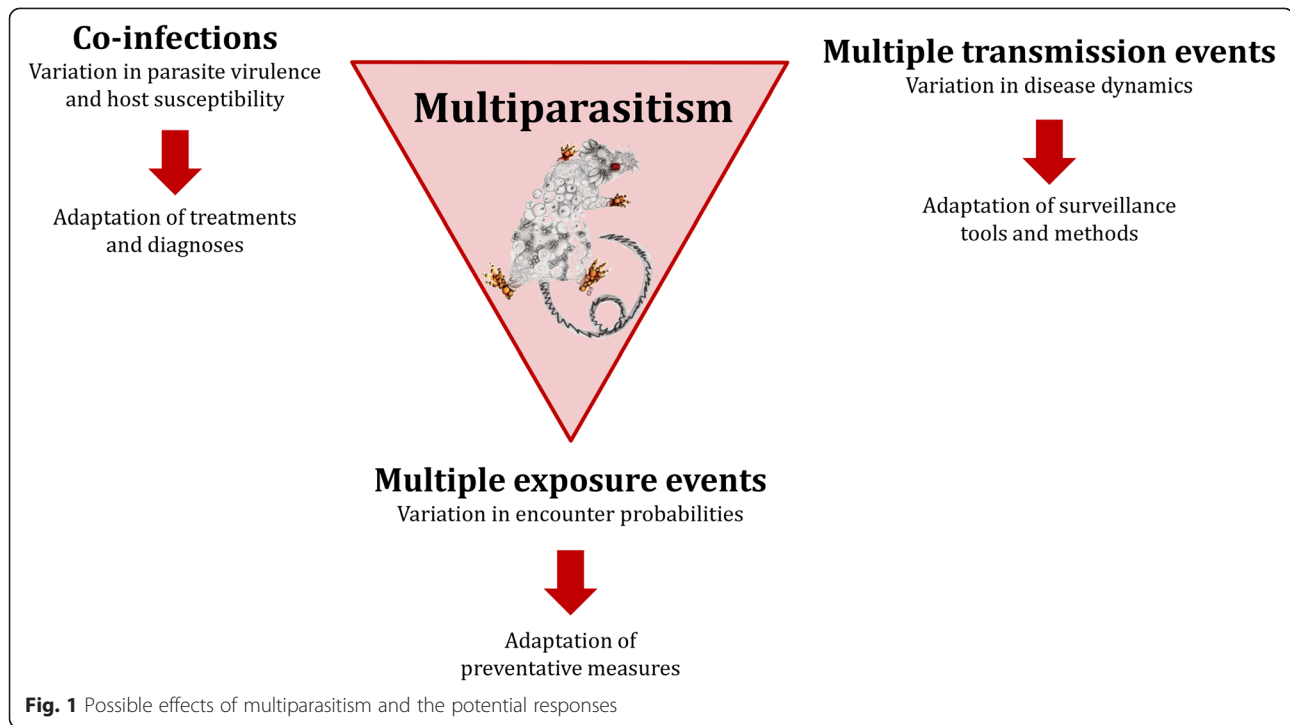 Co-infections
Variation in parasite virulence
and host susceptibility
Adaptation of treatments
and diagnoses
Multiparasitism
Multiple transmission events
Variation in disease dynamics
Adaptation of surveillance
tools and methods
Multiple exposure events
Variation in encounter probabilities
Adaptation of
preventative measures
Fig. 1 Possible effects of multiparasitism and the potential responses